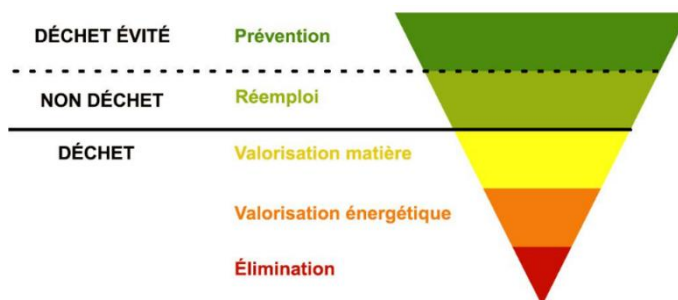 DÉCHET ÉVITÉ Prévention
NON DÉCHET Réemploi
DÉCHET Valorisation matière
Valorisation énergétique
Élimination